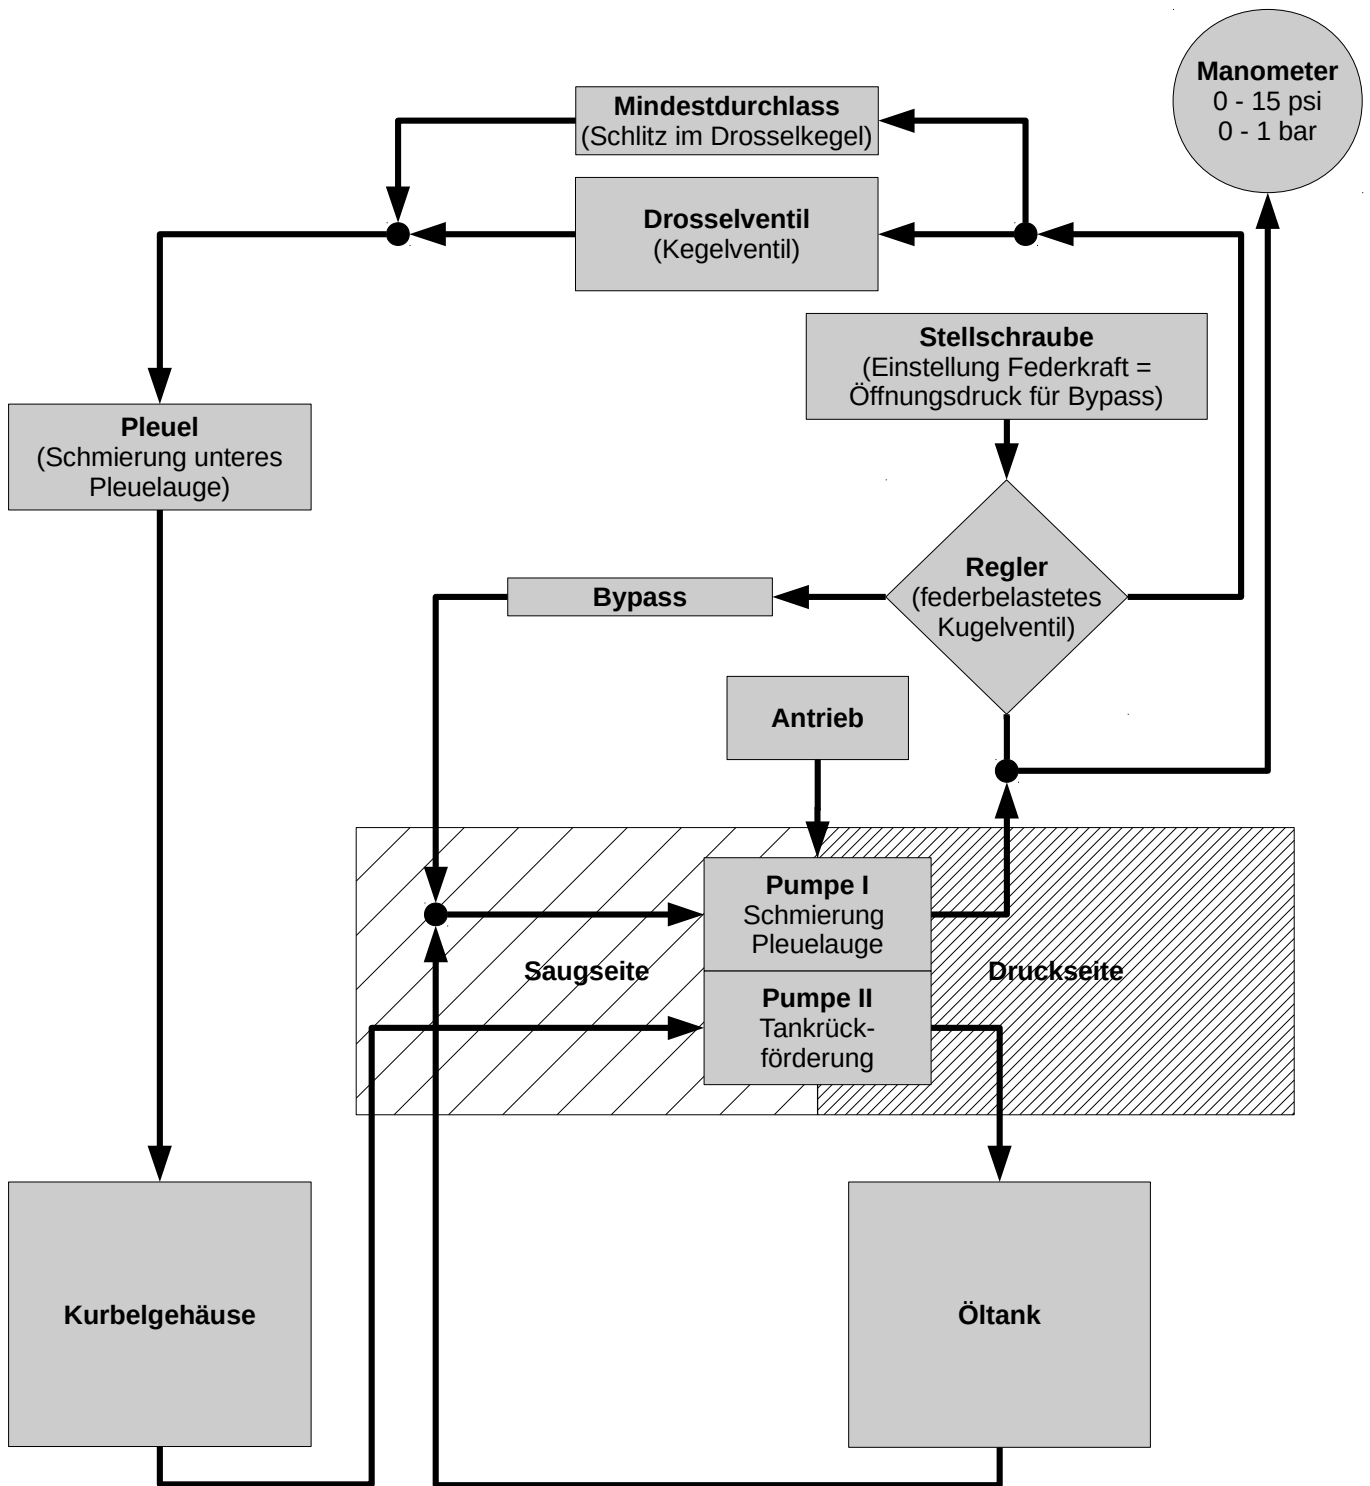 Manometer
0 - 15 psi
0 - 1 bar
Mindestdurchlass
(Schlitz im Drosselkegel)
Drosselventil
(Kegelventil)
Stellschraube
(Einstellung Federkraft =
Öffnungsdruck für Bypass)
Pleuel
(Schmierung unteres
Pleuelauge)
Regler
(federbelastetes
Kugelventil)
Bypass
Antrieb
Pumpe I
Schmierung
Pleuelauge
Saugseite
Druckseite
Pumpe II
Tankrück-
förderung
Kurbelgehäuse
Öltank